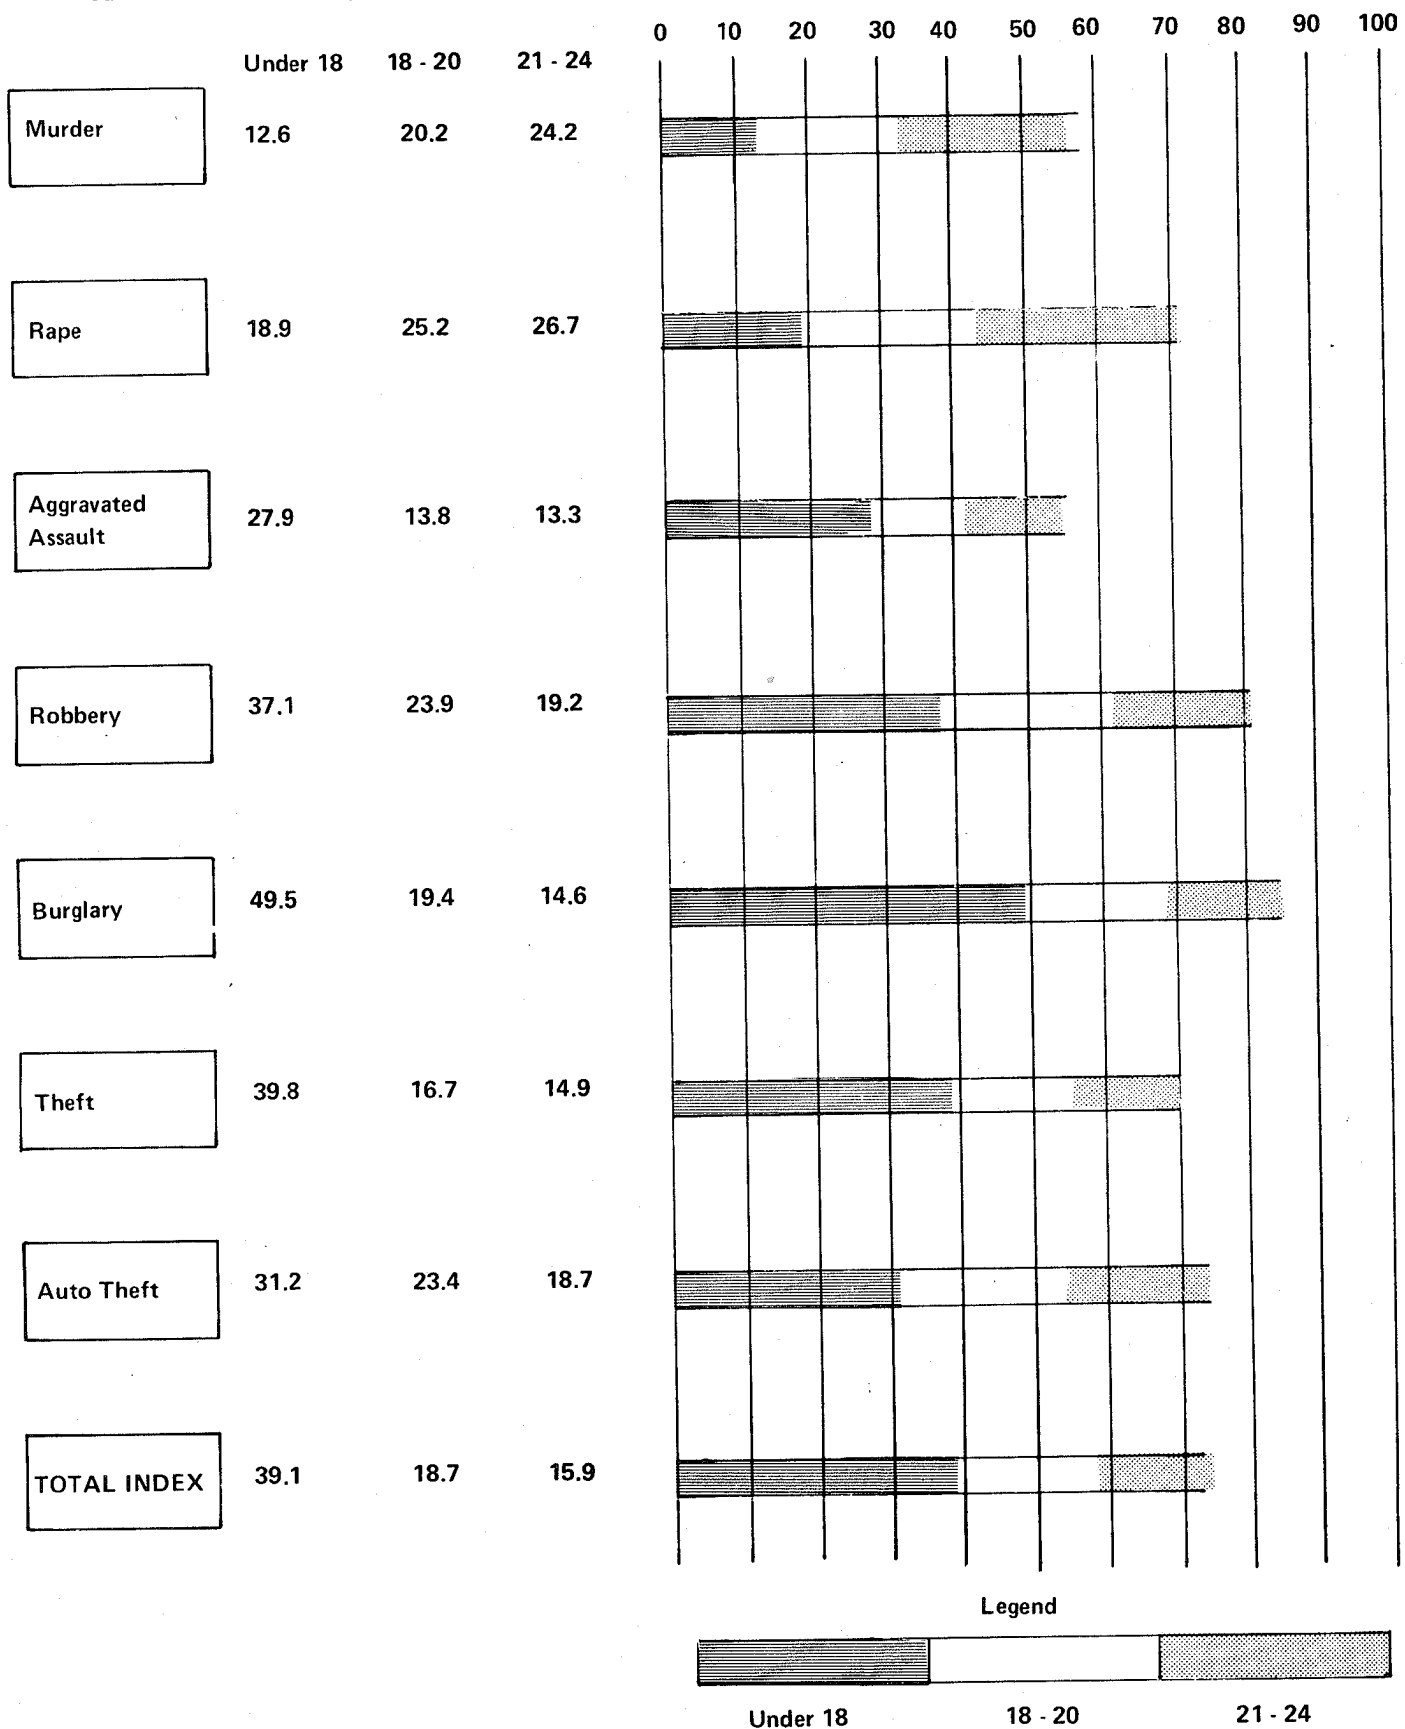 0 10 20 30 40 50 60 70 80 90 100
Under 18 18 - 20 21 - 24
Murder 12.6 20.2 24.2
Rape 18.9 25.2 26.7
Aggravated
Assault 27.9 13.8 13.3
Robbery 37.1 23.9 19.2
Burglary 49.5 19.4 14.6
Theft 39.8 16.7 14.9
Auto Theft 31.2 23.4 18.7
TOTAL INDEX 39.1 18.7 15.9
Legend
Under 18 18 - 20 21 - 24